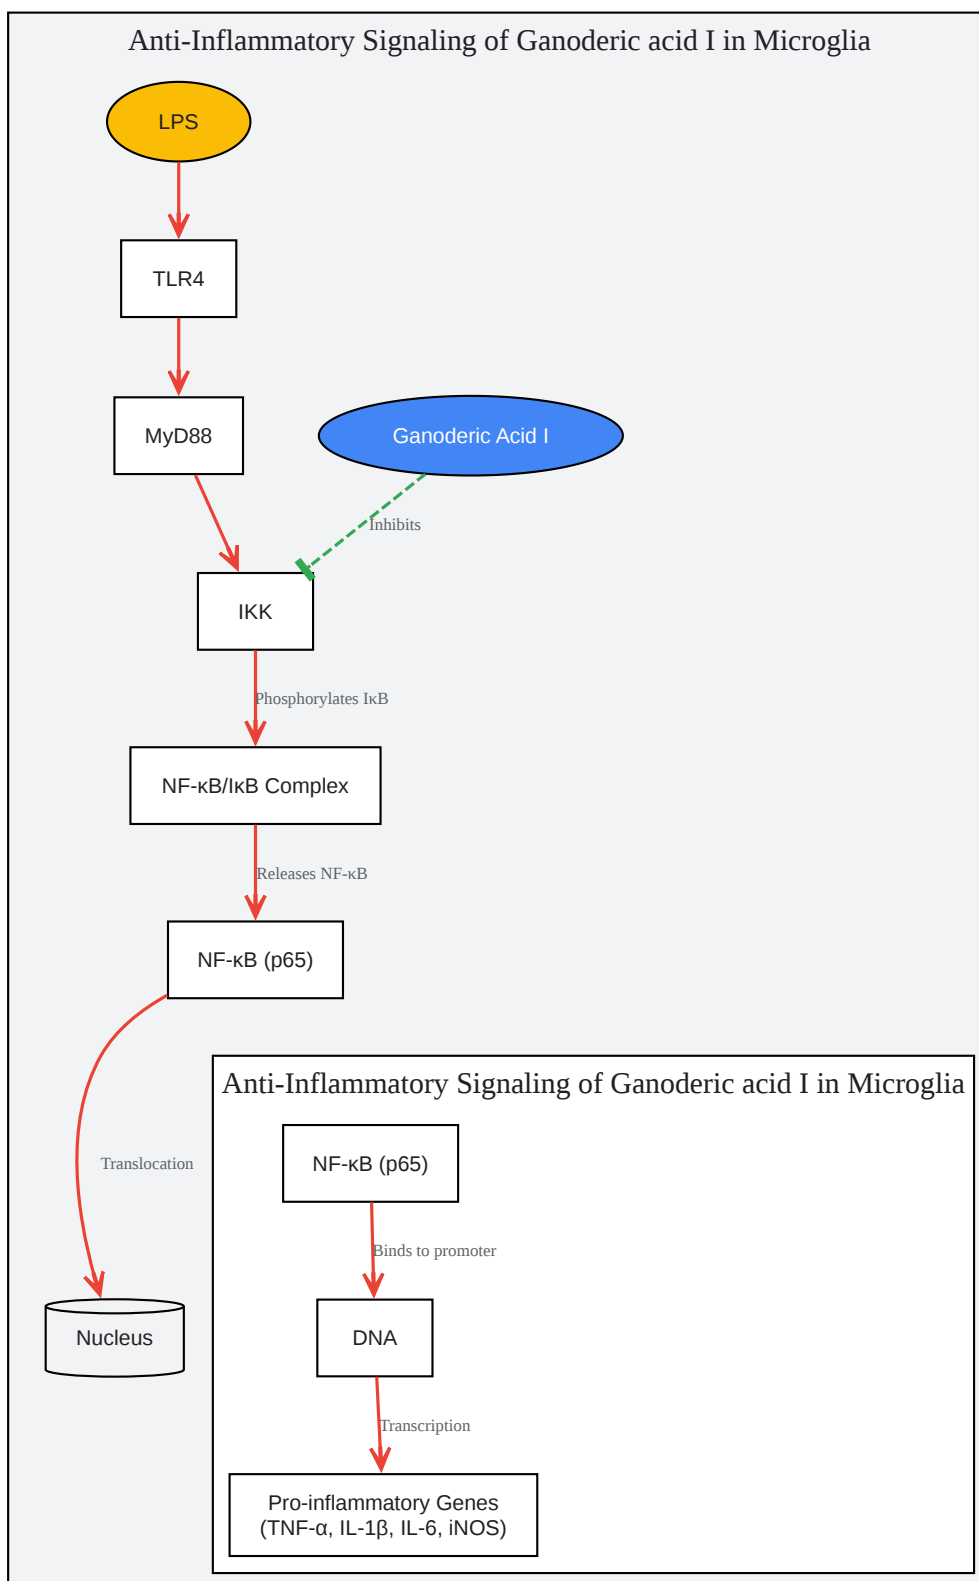 Anti-Inflammatory Signaling of Ganoderic acid I in Microglia
LPS
TLR4
MyD88
Ganoderic Acid I
Inhibits
IKK
Phosphorylates IκB
NF-κB/IκB Complex
Releases NF-κB
NF-κB (p65)
Translocation
Nucleus
Anti-Inflammatory Signaling of Ganoderic acid I in Microglia
NF-κB (p65)
Binds to promoter
DNA
Transcription
Pro-inflammatory Genes
(TNF-α, IL-1β, IL-6, iNOS)